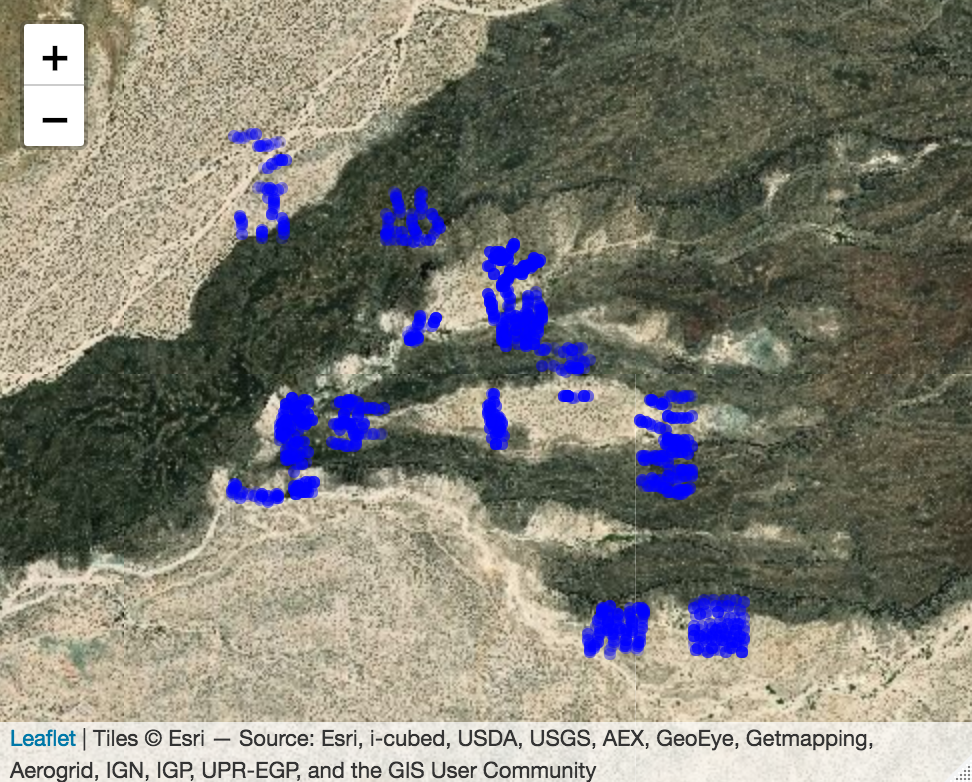 +
−
Leaflet | Tiles © Esri — Source: Esri, i-cubed, USDA, USGS, AEX, GeoEye, Getmapping,
Aerogrid, IGN, IGP, UPR-EGP, and the GIS User Community